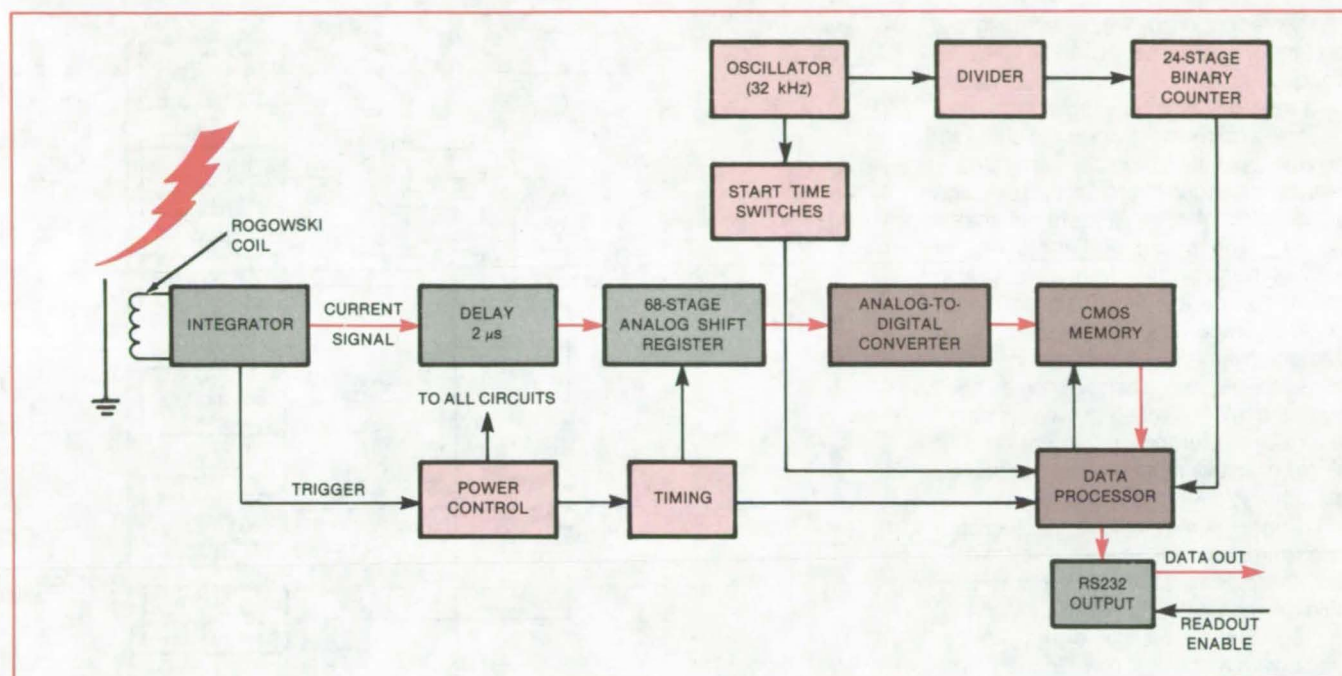 OSCILLATOR
(32 kHz)
DIVIDER
24-STAGE
BINARY
COUNTER
START TIME
SWITCHES
ROGOWSKI
COIL
INTEGRATOR
CURRENT
SIGNAL
DELAY
2 µs
68-STAGE
ANALOG SHIFT
REGISTER
ANALOG-TO-
DIGITAL
CONVERTER
CMOS
MEMORY
TO ALL CIRCUITS
TRIGGER
POWER
CONTROL
TIMING
DATA
PROCESSOR
RS232
OUTPUT
DATA OUT
READOUT
ENABLE